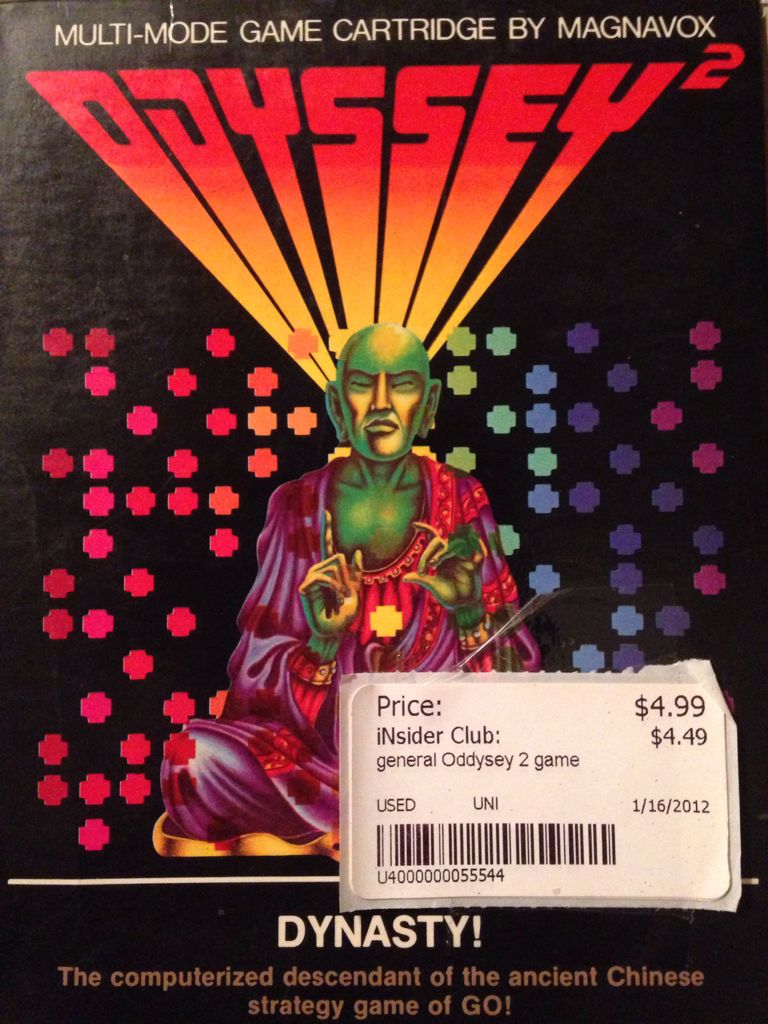 MULTI-MODE GAME CARTRIDGE BY MAGNAVOX
ODYSSEY²
Price: $4.99
iNsider Club: $4.49
general Oddysey 2 game
USED UNI 1/16/2012
U4000000055544
DYNASTY!
The computerized descendant of the ancient Chinese
strategy game of GO!